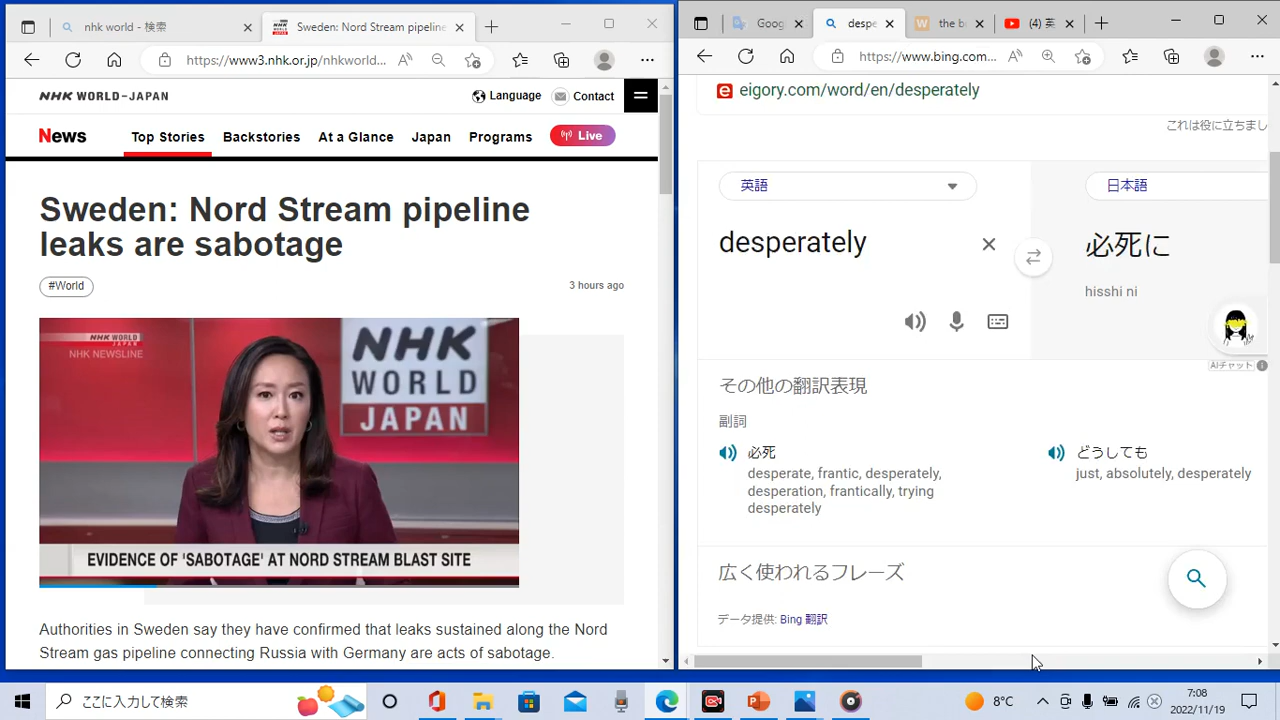 nhk world - 検索
Sweden: Nord Stream pipeline
https://www3.nhk.or.jp/nhkworld...
NHK WORLD-JAPAN
Language
Contact
News
Top Stories
Backstories
At a Glance
Japan
Programs
Live
Sweden: Nord Stream pipeline
leaks are sabotage
#World
3 hours ago
NHK WORLD
JAPAN
NHK NEWSLINE
NHK
WORLD
JAPAN
EVIDENCE OF 'SABOTAGE' AT NORD STREAM BLAST SITE
Authorities in Sweden say they have confirmed that leaks sustained along the Nord
Stream gas pipeline connecting Russia with Germany are acts of sabotage.
Goog
despe
the b
(4) 英
https://www.bing.com...
eigory.com/word/en/desperately
これは役に立ちまし
英語
日本語
desperately
必死に
hisshi ni
AIチャット
その他の翻訳表現
副詞
必死
desperate, frantic, desperately,
desperation, frantically, trying
desperately
どうしても
just, absolutely, desperately
広く使われるフレーズ
データ提供: Bing 翻訳
ここに入力して検索
8°C
7:08
2022/11/19